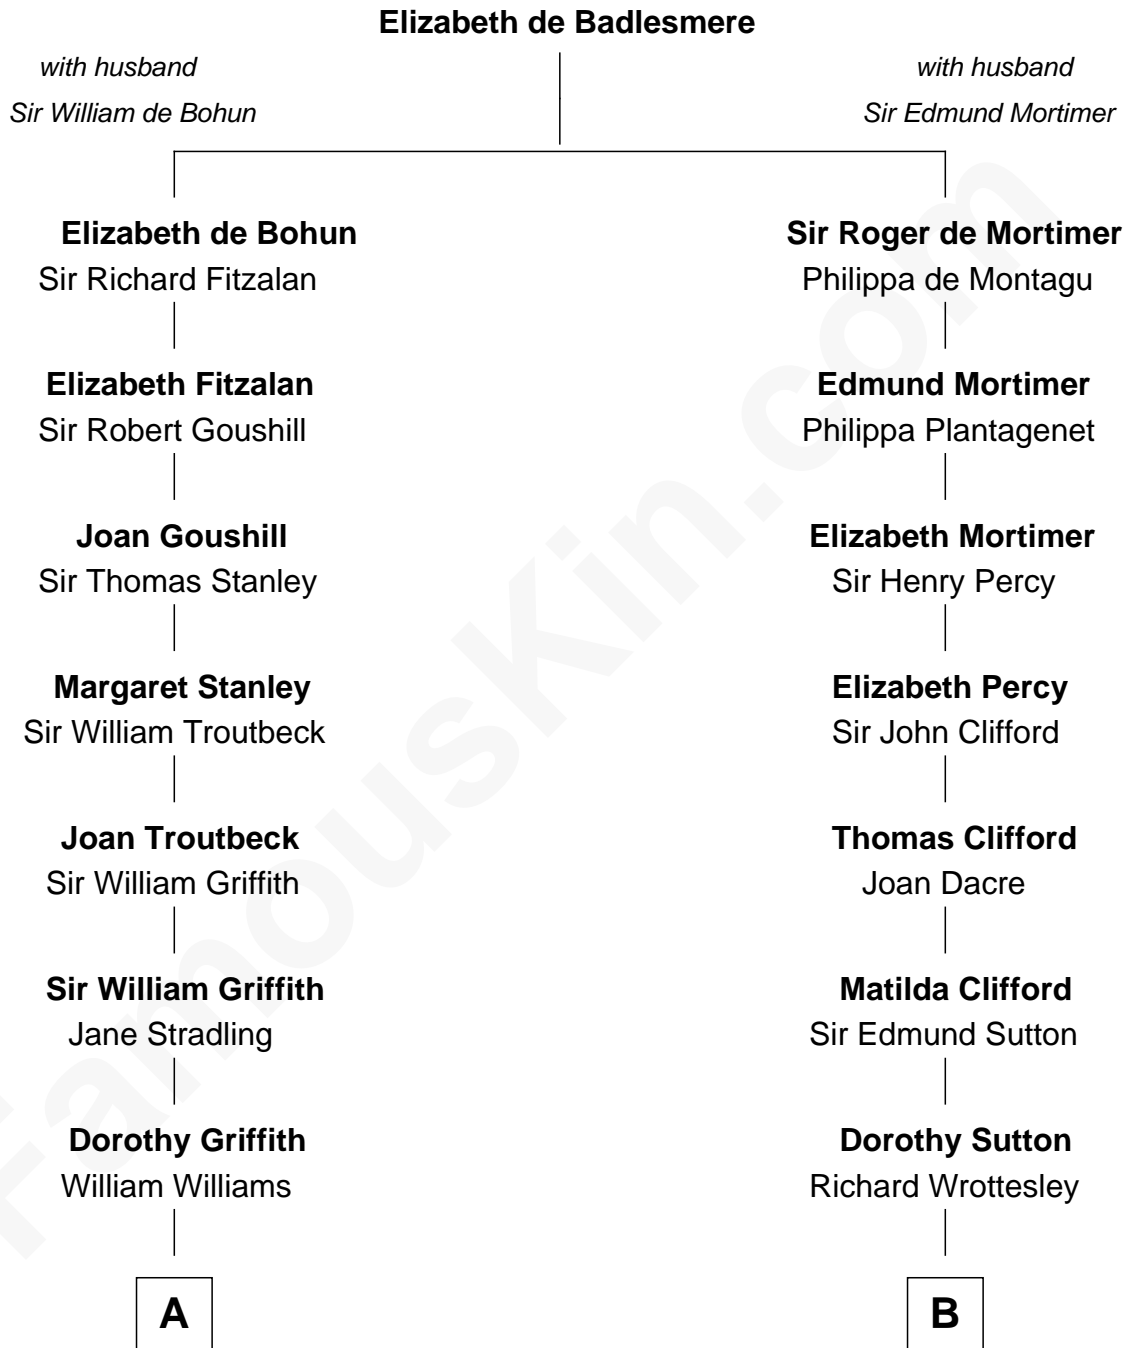 Elizabeth de Badlesmere
with husband
Sir William de Bohun
with husband
Sir Edmund Mortimer
Elizabeth de Bohun
Sir Richard Fitzalan
Elizabeth Fitzalan
Sir Robert Goushill
Joan Goushill
Sir Thomas Stanley
Margaret Stanley
Sir William Troutbeck
Joan Troutbeck
Sir William Griffith
Sir William Griffith
Jane Stradling
Dorothy Griffith
William Williams
A
Sir Roger de Mortimer
Philippa de Montagu
Edmund Mortimer
Philippa Plantagenet
Elizabeth Mortimer
Sir Henry Percy
Elizabeth Percy
Sir John Clifford
Thomas Clifford
Joan Dacre
Matilda Clifford
Sir Edmund Sutton
Dorothy Sutton
Richard Wrottesley
B
FamousKin.com